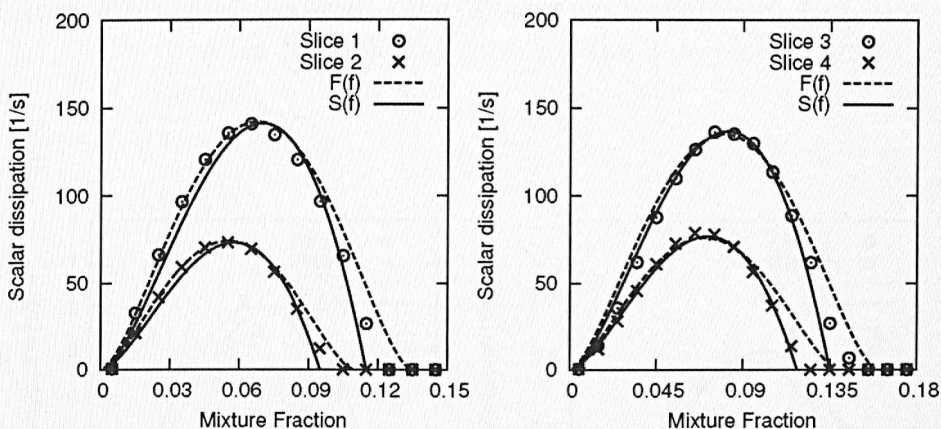 200
150
100
50
0
Scalar dissipation [1/s]
Slice 1
Slice 2
F(f)
S(f)
0 0.03 0.06 0.09 0.12 0.15
Mixture Fraction
200
150
100
50
0
Scalar dissipation [1/s]
Slice 3
Slice 4
F(f)
S(f)
0 0.045 0.09 0.135 0.18
Mixture Fraction